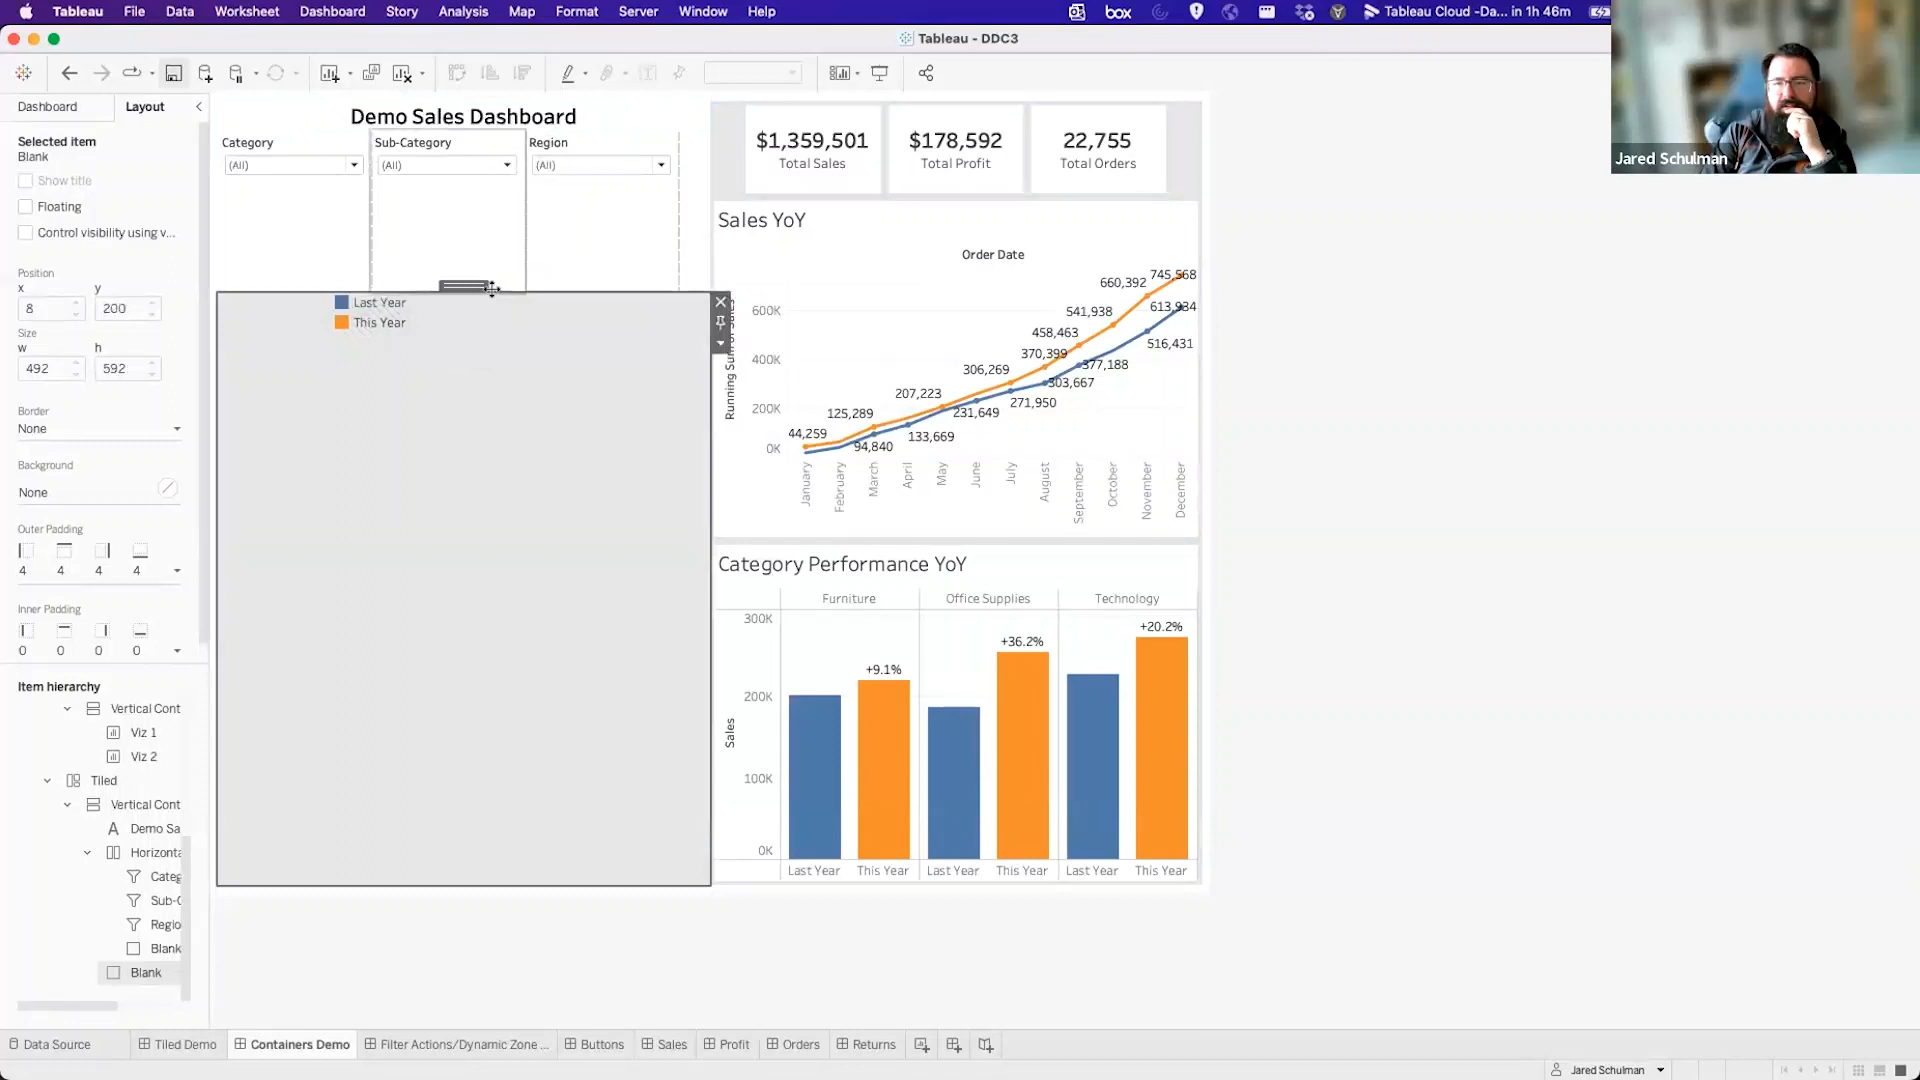 Tableau File Data Worksheet Dashboard Story Analysis Map Format Server Window Help
box
Tableau Cloud -Da... in 1h 46m
Tableau - DDC3
Jared Schulman
Dashboard Layout
Selected item
Blank
Show title
Floating
Control visibility using v...
Position
x y
8 200
Size
w h
492 592
Border
None
Background
None
Outer Padding
4 4 4 4
Inner Padding
0 0 0 0
Item hierarchy
Vertical Cont
Viz 1
Viz 2
Tiled
Vertical Cont
Demo Sa
Horizonta
Categ
Sub-C
Regio
Blank
Blank
Demo Sales Dashboard
Category Sub-Category Region
(All) (All) (All)
Last Year
This Year
$1,359,501 $178,592 22,755
Total Sales Total Profit Total Orders
Sales YoY
Order Date
745,568
660,392
613,934
600K
541,938
458,463
516,431
370,399
400K
377,188
306,269
303,667
207,223
271,950
200K
125,289
231,649
44,259
133,669
94,840
0K
January February March April May June July August September October November December
Category Performance YoY
Furniture Office Supplies Technology
300K
+20.2%
+36.2%
+9.1%
200K
Sales
100K
0K
Last Year This Year Last Year This Year Last Year This Year
Data Source Tiled Demo Containers Demo Filter Actions/Dynamic Zone ... Buttons Sales Profit Orders Returns
Jared Schulman